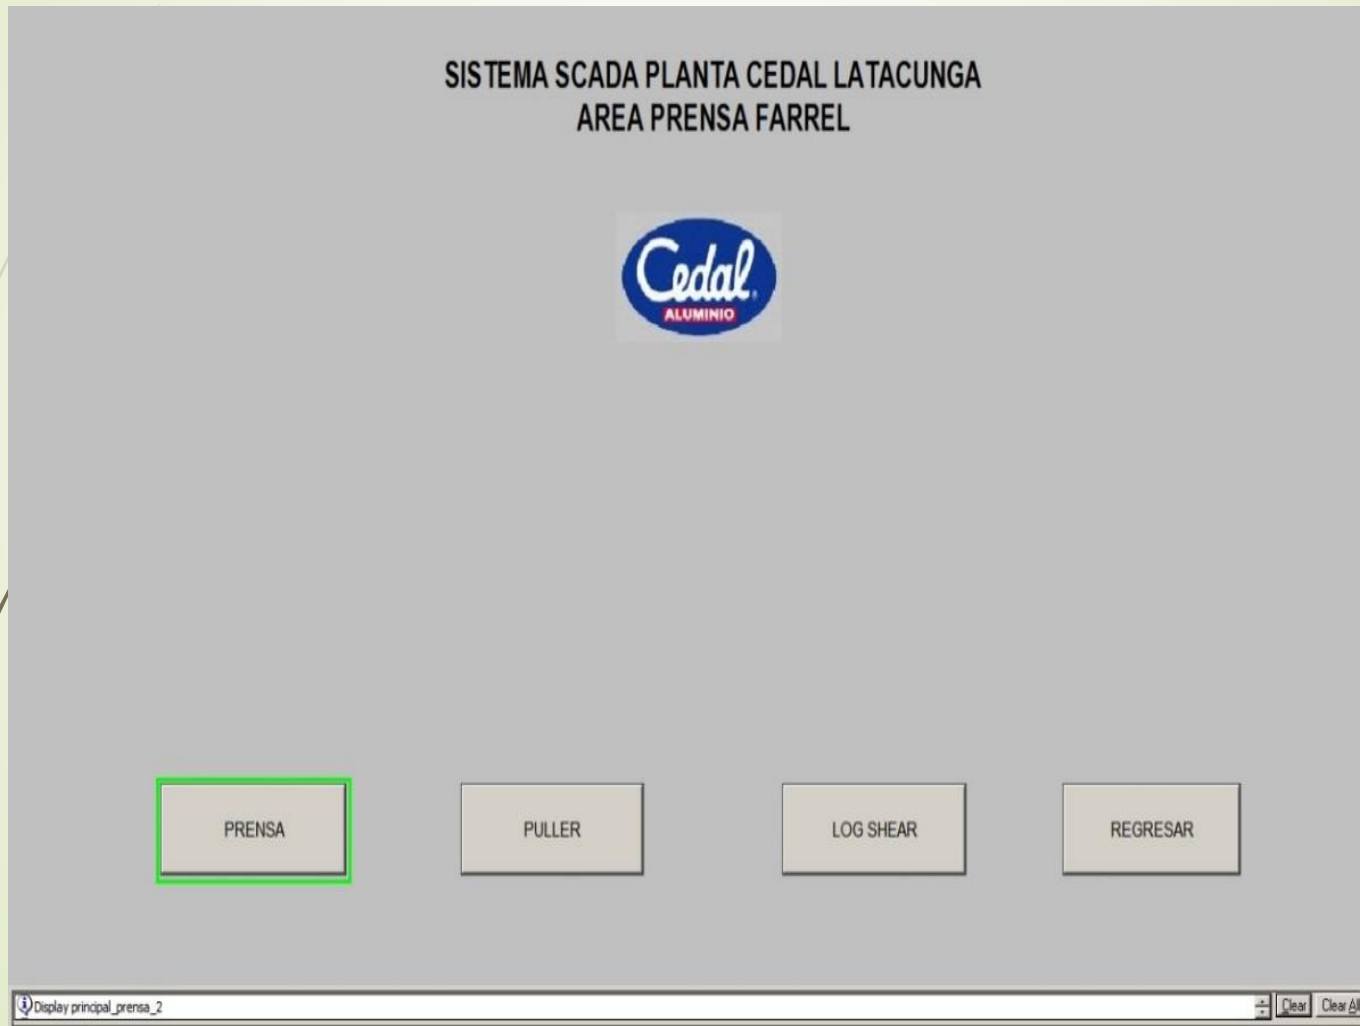 SISTEMA SCADA PLANTA CEDAL LATACUNGA
AREA PRENSA FARREL
Cedal
ALUMINIO
PRENSA
PULLER
LOG SHEAR
REGRESAR
Display principal_prensa_2
Clear
Clear All